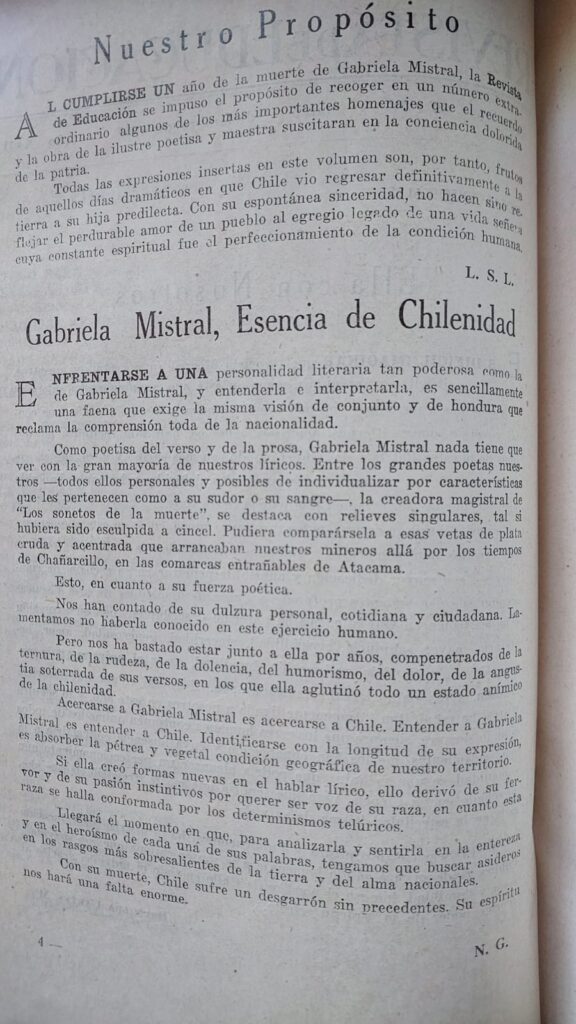 Nuestro Propósito
AL CUMPLIRSE UN año de la muerte de Gabriela Mistral, la Revista
de Educación se impuso el propósito de recoger en un número extra-
ordinario algunos de los más importantes homenajes que el recuerdo
y la obra de la ilustre poetisa y maestra suscitaran en la conciencia dolorida
de la patria.
Todas las expresiones insertas en este volumen son, por tanto, frutos
de aquellos días dramáticos en que Chile vio regresar definitivamente a la
tierra a su hija predilecta. Con su espontánea sinceridad, no hacen sino re-
flejar el perdurable amor de un pueblo al egregio legado de una vida señera
cuya constante espiritual fue el perfeccionamiento de la condición humana.
L. S. L.
Gabriela Mistral, Esencia de Chilenidad
ENFRENTARSE A UNA personalidad literaria tan poderosa como la
de Gabriela Mistral, y entenderla e interpretarla, es sencillamente
una faena que exige la misma visión de conjunto y de hondura que
reclama la comprensión toda de la nacionalidad.
Como poetisa del verso y de la prosa, Gabriela Mistral nada tiene que
ver con la gran mayoría de nuestros líricos. Entre los grandes poetas nues-
tros —todos ellos personales y posibles de individualizar por características
que les pertenecen como a su sudor o su sangre—, la creadora magistral de
"Los sonetos de la muerte", se destaca con relieves singulares, tal si
hubiera sido esculpida a cincel. Pudiera comparársela a esas vetas de plata
cruda y acentrada que arrancaban nuestros mineros allá por los tiempos
de Chañarcillo, en las comarcas entrañables de Atacama.
Esto, en cuanto a su fuerza poética.
Nos han contado de su dulzura personal, cotidiana y ciudadana. La-
mentamos no haberla conocido en este ejercicio humano.
Pero nos ha bastado estar junto a ella por años, compenetrados de la
ternura, de la rudeza, de la dolencia, del humorismo, del dolor, de la angus-
tia soterrada de sus versos, en los que ella aglutinó todo un estado anímico
de la chilenidad.
Acercarse a Gabriela Mistral es acercarse a Chile. Entender a Gabriela
Mistral es entender a Chile. Identificarse con la longitud de su expresión,
es absorber la pétrea y vegetal condición geográfica de nuestro territorio.
Si ella creó formas nuevas en el hablar lírico, ello derivó de su fer-
vor y de su pasión instintivos por querer ser voz de su raza, en cuanto esta
raza se halla conformada por los determinismos telúricos.
Llegará el momento en que, para analizarla y sentirla en la entereza
y en el heroísmo de cada una de sus palabras, tengamos que buscar asideros
en los rasgos más sobresalientes de la tierra y del alma nacionales.
Con su muerte, Chile sufre un desgarrón sin precedentes. Su espíritu
nos hará una falta enorme.
4 —
N. G.